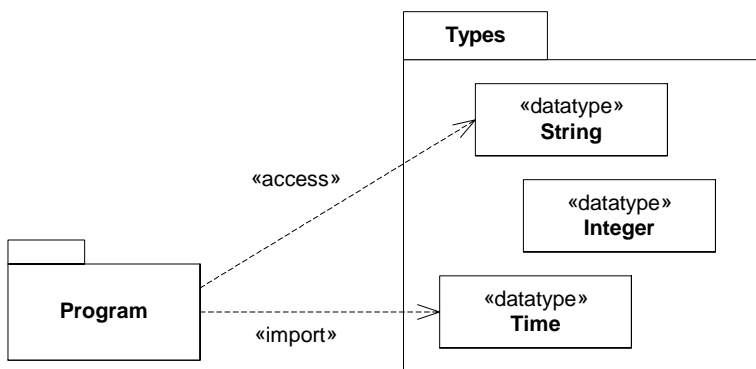 Types
«datatype»
String
«access»
«datatype»
Integer
Program
«datatype»
Time
«import»